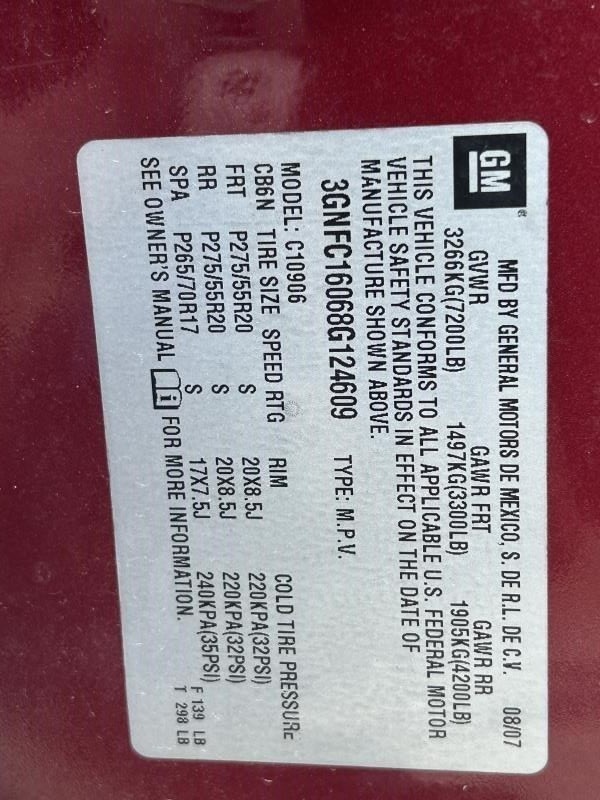 GM
MFD BY GENERAL MOTORS DE MEXICO, S. DE R.L. DE C.V. 08/07
GVWR GAWR FRT GAWR RR
3266KG(7200LB) 1497KG(3300LB) 1905KG(4200LB)
THIS VEHICLE CONFORMS TO ALL APPLICABLE U.S. FEDERAL MOTOR
VEHICLE SAFETY STANDARDS IN EFFECT ON THE DATE OF
MANUFACTURE SHOWN ABOVE.
3GNFC16068G124609 TYPE: M.P.V.
MODEL: C10906
CB6N TIRE SIZE SPEED RTG RIM COLD TIRE PRESSURE
FRT P275/55R20 S 20X8.5J 220KPA(32PSI)
RR P275/55R20 S 20X8.5J 220KPA(32PSI)
SPA P265/70R17 S 17X7.5J 240KPA(35PSI)
SEE OWNER'S MANUAL i FOR MORE INFORMATION.
F 139 LB
T 298 LB